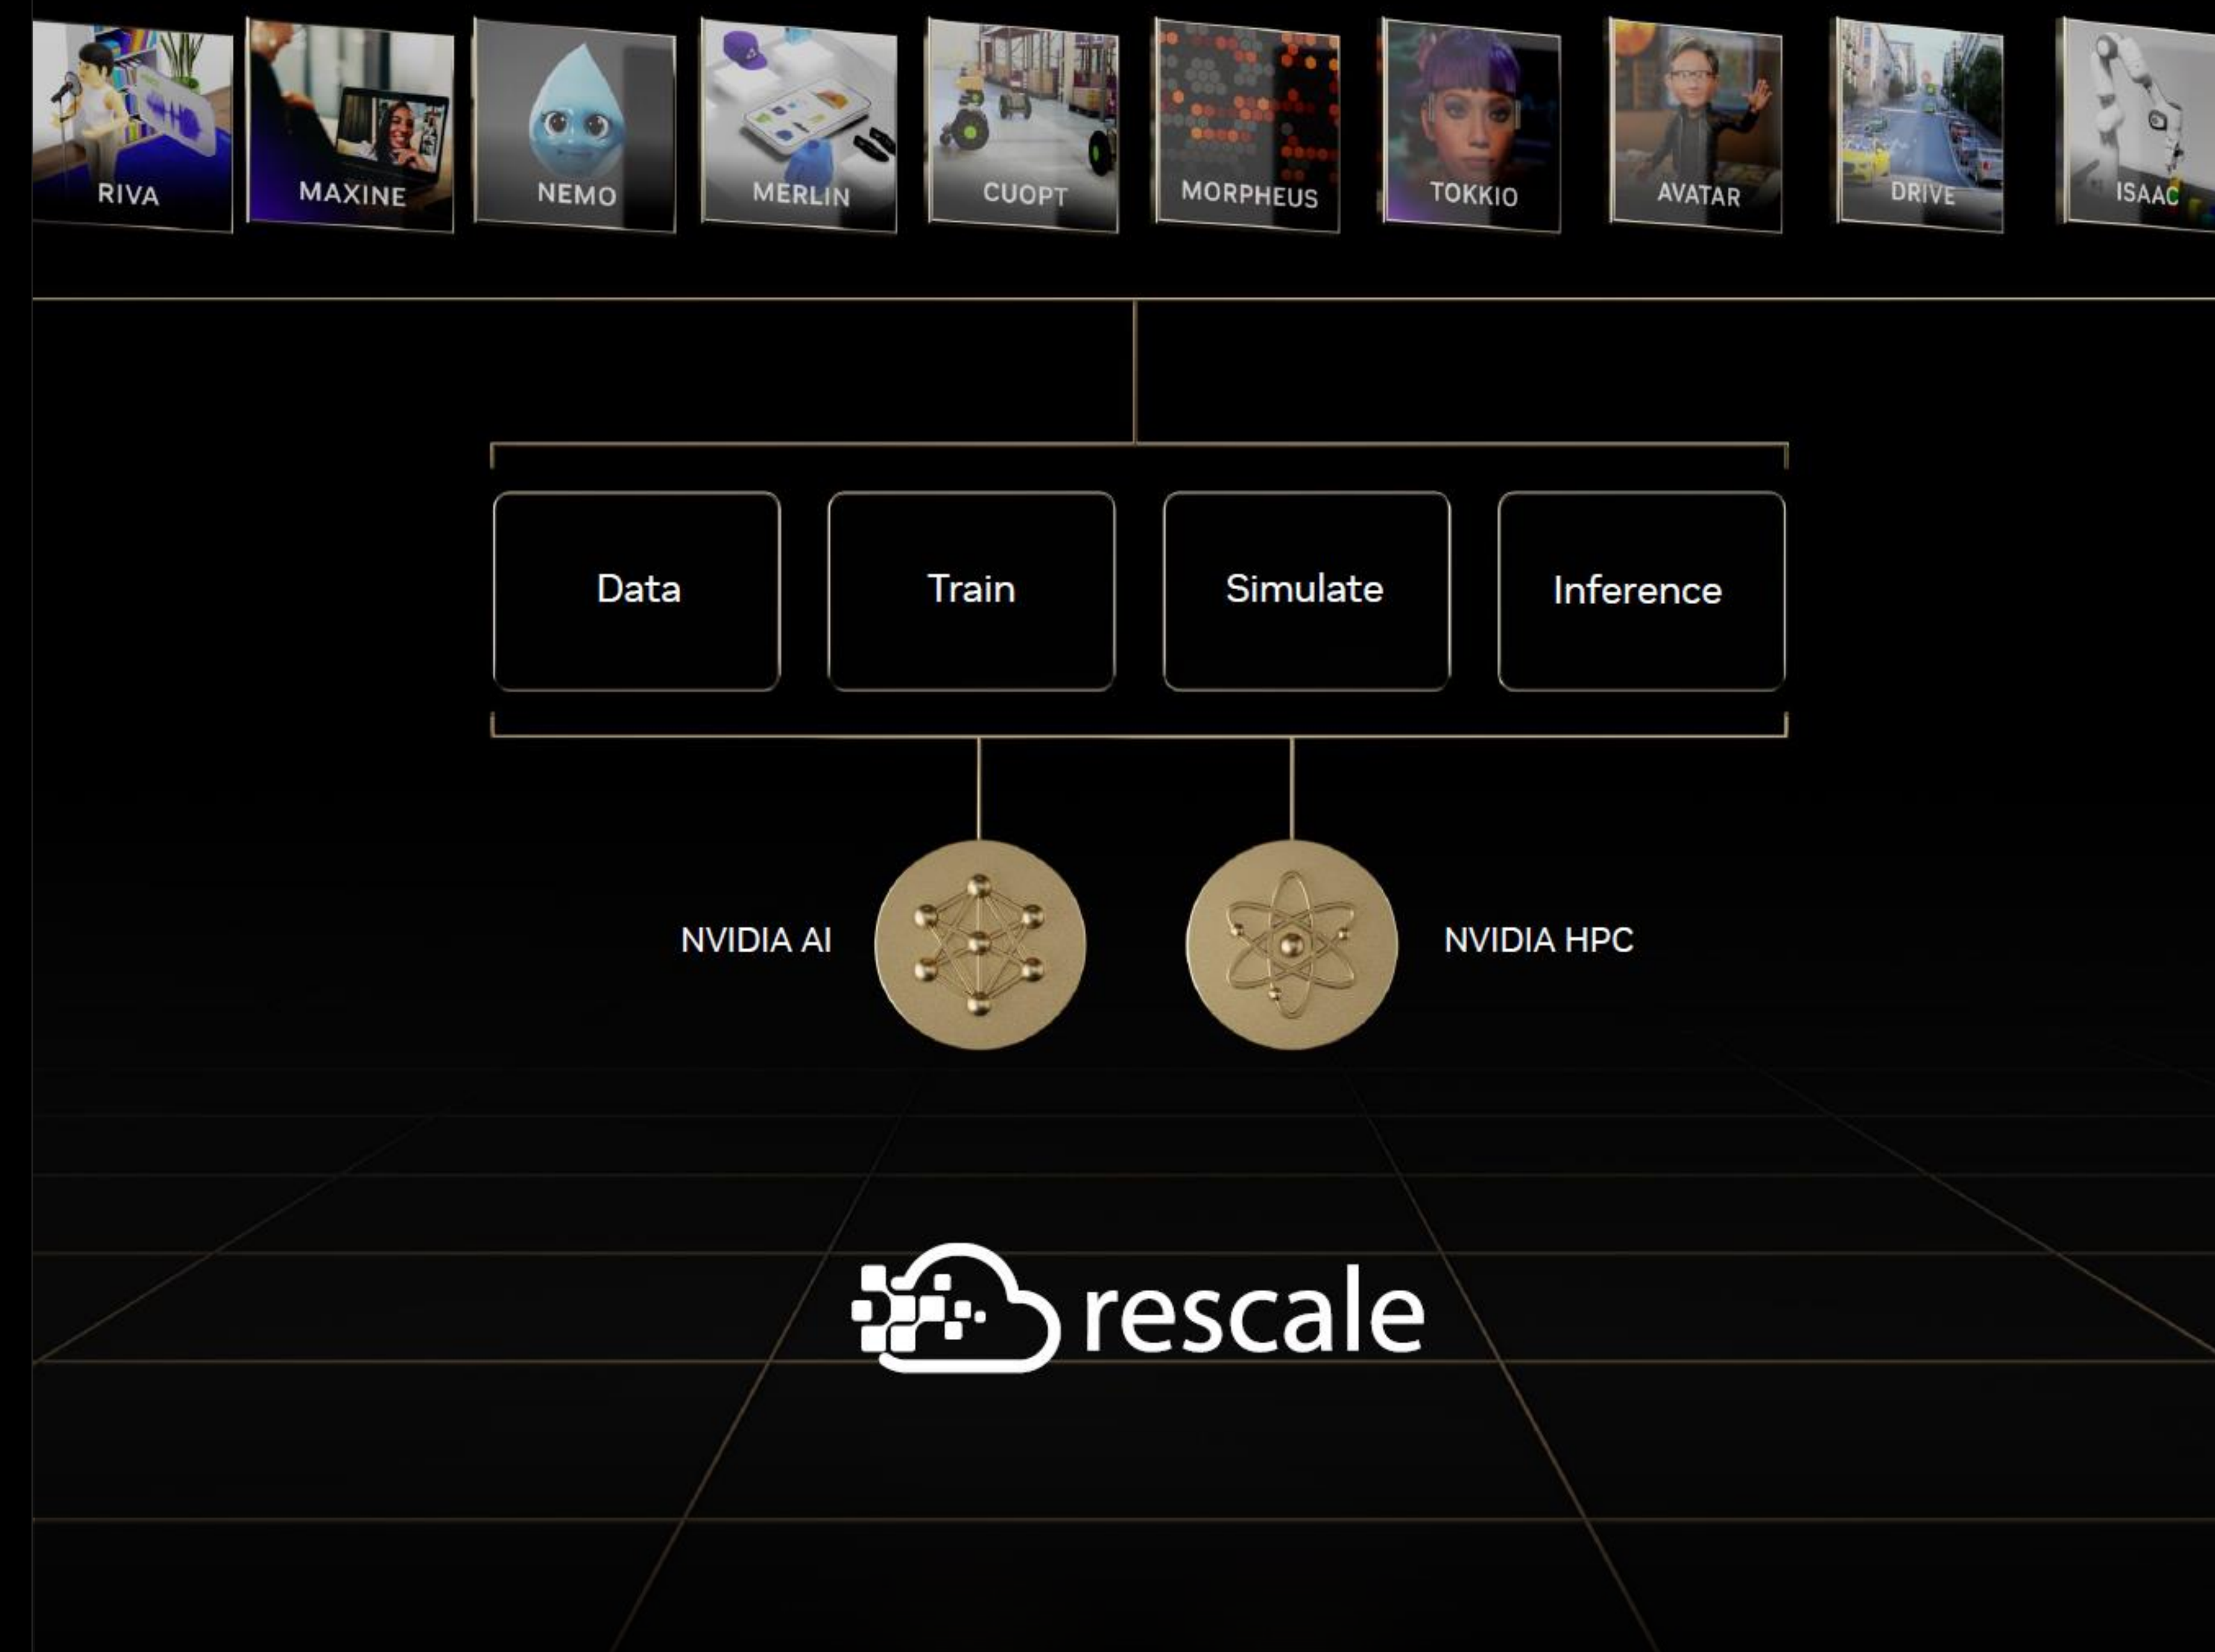 RIVA
MAXINE
NEMO
MERLIN
CUOPT
MORPHEUS
TOKKIO
AVATAR
DRIVE
ISAAC
Data
Train
Simulate
Inference
NVIDIA AI
NVIDIA HPC
rescale